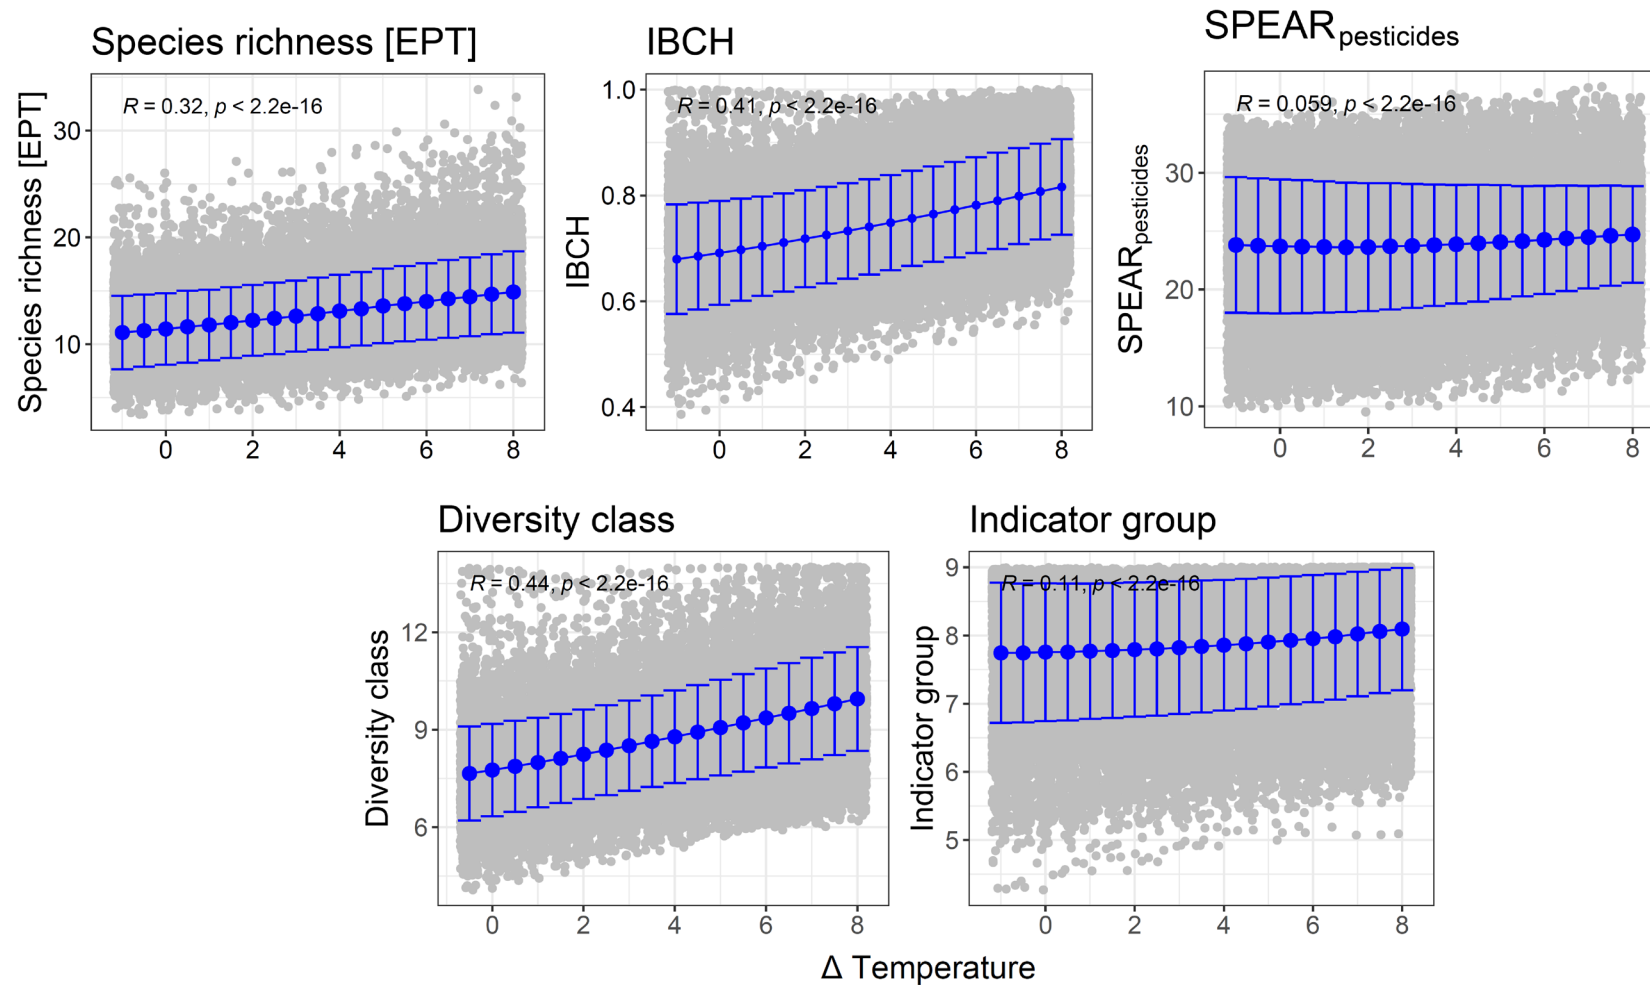 Species richness [EPT]
R = 0.32, p < 2.2e-16
Species richness [EPT]
30
20
10
0 2 4 6 8
IBCH
R = 0.41, p < 2.2e-16
IBCH
1.0
0.8
0.6
0.4
0 2 4 6 8
SPEARpesticides
R = 0.059, p < 2.2e-16
SPEARpesticides
30
20
10
0 2 4 6 8
Diversity class
R = 0.44, p < 2.2e-16
Diversity class
12
9
6
0 2 4 6 8
Indicator group
R = 0.11, p < 2.2e-16
Indicator group
9
8
7
6
5
0 2 4 6 8
Δ Temperature